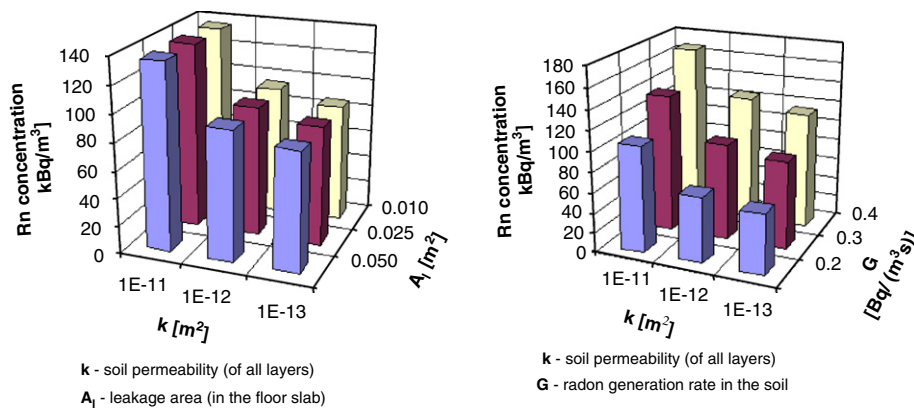 Rn concentration
kBq/m³]
140
120
100
80
60
40
20
0
1E-11
1E-12
1E-13
k [m²]
0.010
0.025
0.050
A_l [m²]
k - soil permeability (of all layers)
A_l - leakage area (in the floor slab)
Rn concentration
kBq/m³]
180
160
140
120
100
80
60
40
20
0
1E-11
1E-12
1E-13
k [m²]
0.4
0.3
0.2
G
[Bq/(m³s)]
k - soil permeability (of all layers)
G - radon generation rate in the soil